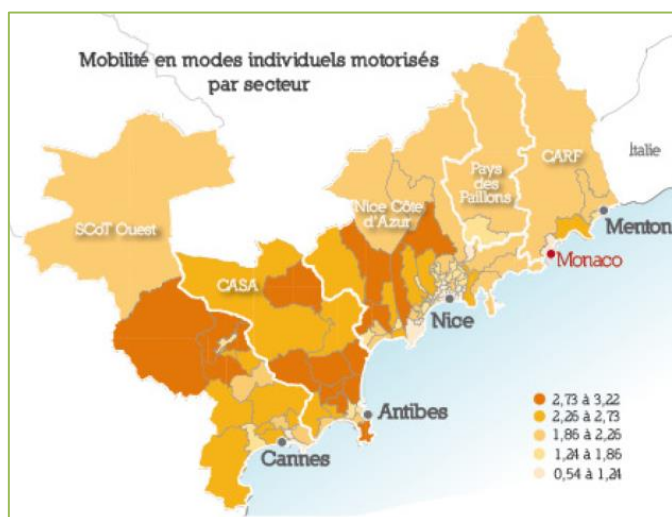 Mobilité en modes individuels motorisés
par secteur
SCoT Ouest
CASA
Nice Côte
d'Azur
Pays
des
Paillons
CARF
Italie
Menton
Monaco
Nice
Antibes
Cannes
2,73 à 3,22
2,26 à 2,73
1,86 à 2,26
1,24 à 1,86
0,54 à 1,24